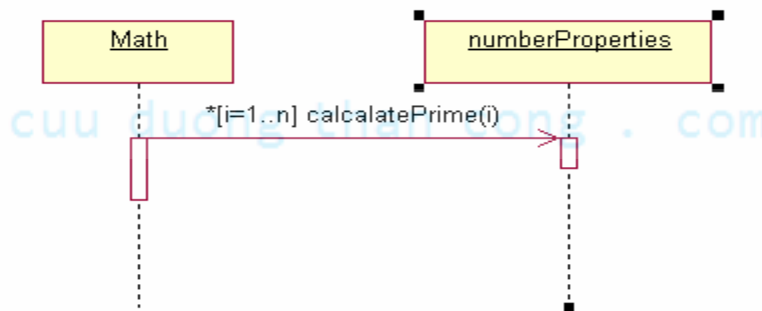 Math
numberProperties
*[i=1..n] calcalatePrime(i)
cuu duong than cong . com